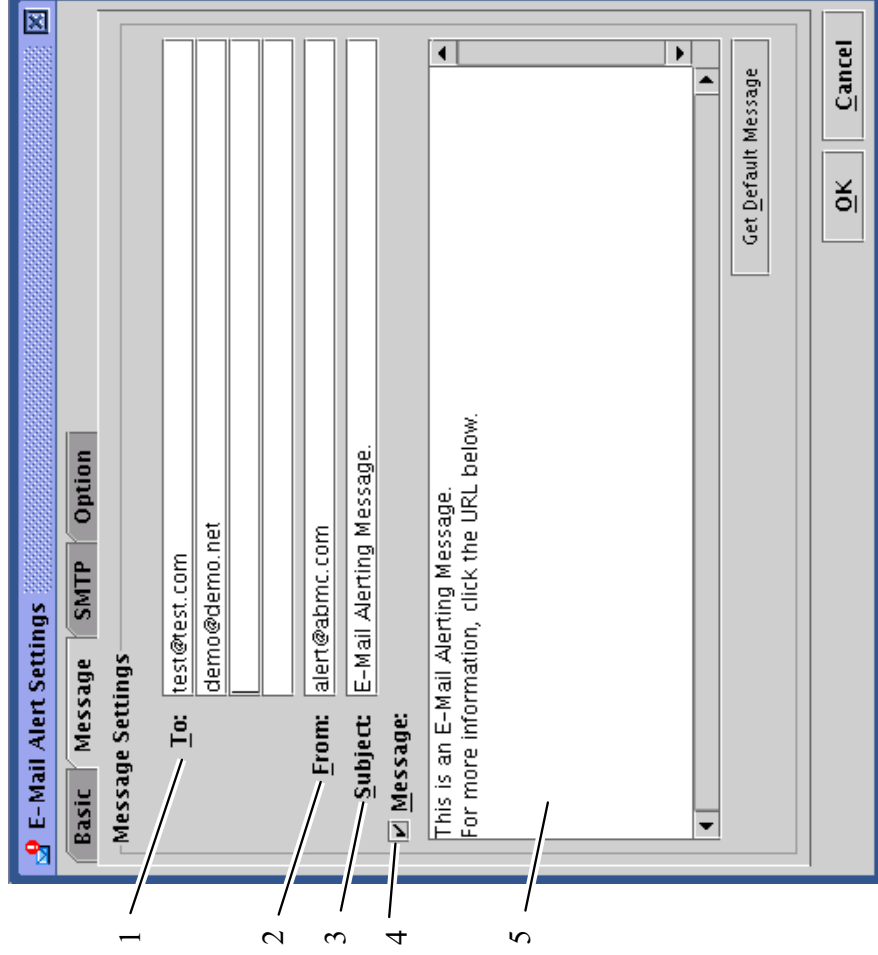 E-Mail Alert Settings
Basic Message SMTP Option
Message Settings
1 To: test@test.com
demo@demo.net
2 From: alert@abmc.com
3 Subject: E-Mail Alerting Message.
4 Message:
This is an E-Mail Alerting Message.
For more information, click the URL below.
5
Get Default Message
OK Cancel